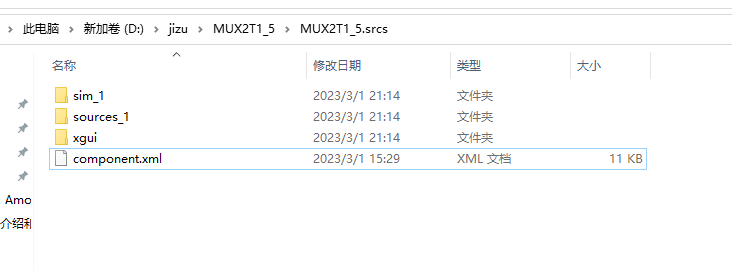 此电脑 > 新加卷 (D:) > jizu > MUX2T1_5 > MUX2T1_5.srcs
名称 修改日期 类型 大小
sim_1 2023/3/1 21:14 文件夹
sources_1 2023/3/1 21:14 文件夹
xgui 2023/3/1 21:14 文件夹
component.xml 2023/3/1 15:29 XML 文档 11 KB
Amo
介绍和